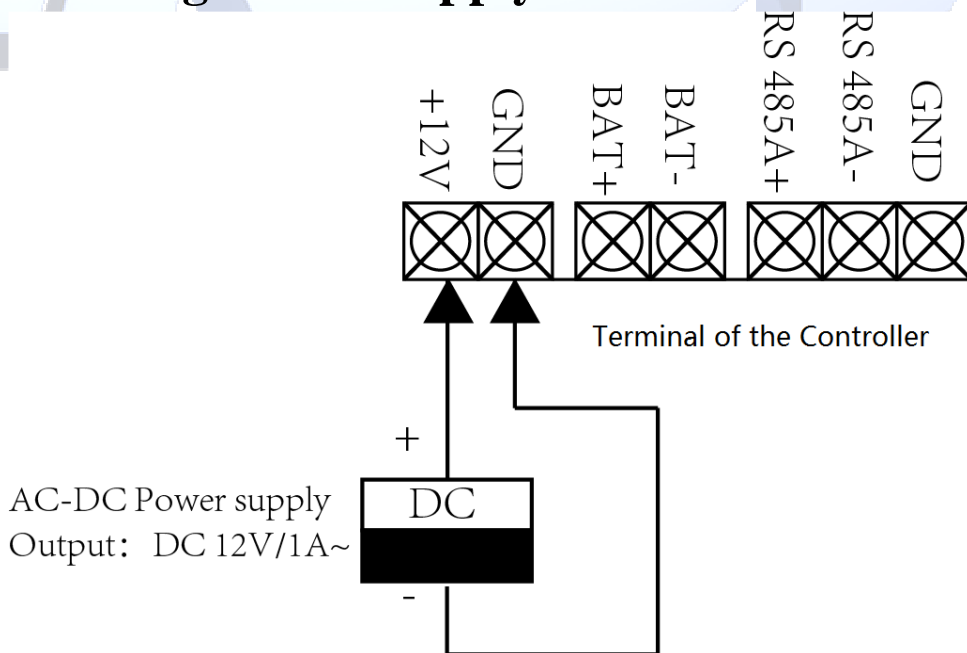 +12V
GND
BAT+
BAT-
RS 485A+
RS 485A-
GND
Terminal of the Controller
+
AC-DC Power supply
Output: DC 12V/1A~
DC
-